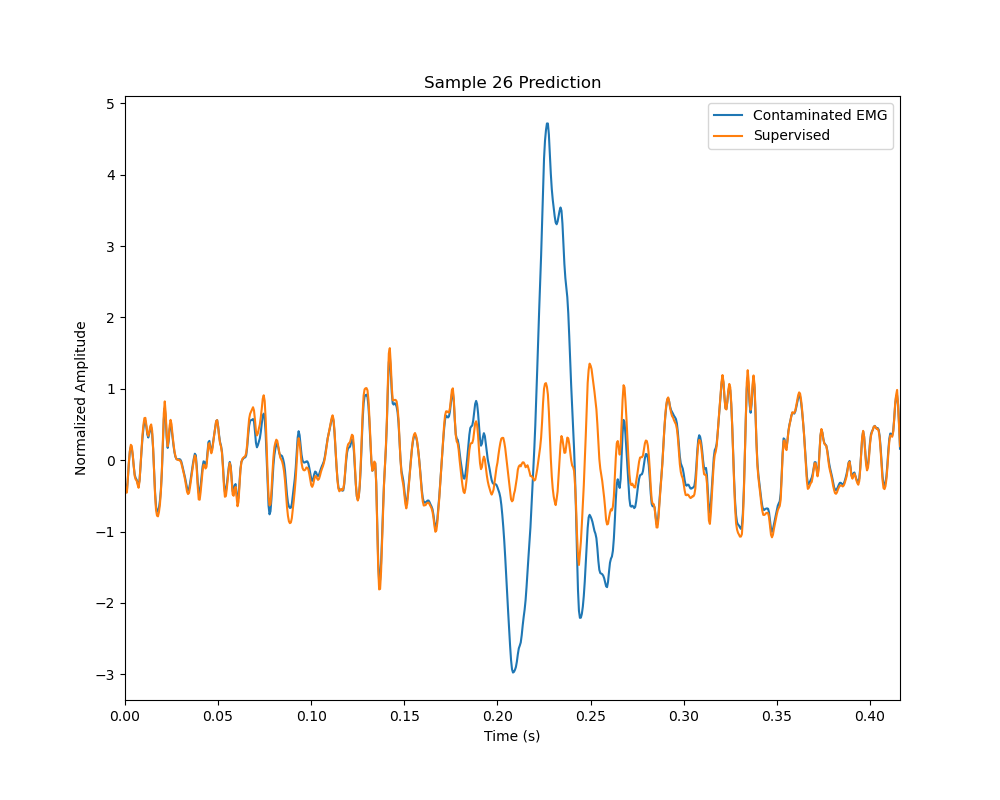 Sample 26 Prediction
Contaminated EMG
Supervised
Normalized Amplitude
5
4
3
2
1
0
−1
−2
−3
0.00 0.05 0.10 0.15 0.20 0.25 0.30 0.35 0.40
Time (s)